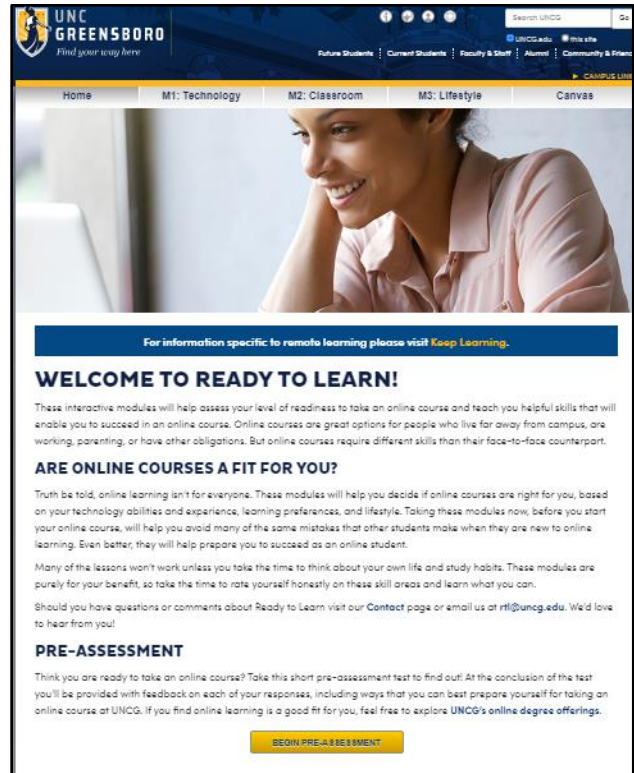 UNC
GREENSBORO
Find your way here
Search UNCG
Go
UNCG.edu this site
Future Students Current Students Faculty & Staff Alumni Community & Friend
CAMPUS LINK
Home M1: Technology M2: Classroom M3: Lifestyle Canvas
For information specific to remote learning please visit Keep Learning.
WELCOME TO READY TO LEARN!
These interactive modules will help assess your level of readiness to take an online course and teach you helpful skills that will
enable you to succeed in an online course. Online courses are great options for people who live far away from campus, are
working, parenting, or have other obligations. But online courses require different skills than their face-to-face counterpart.
ARE ONLINE COURSES A FIT FOR YOU?
Truth be told, online learning isn't for everyone. These modules will help you decide if online courses are right for you, based
on your technology abilities and experience, learning preferences, and lifestyle. Taking these modules now, before you start
your online course, will help you avoid many of the same mistakes that other students make when they are new to online
learning. Even better, they will help prepare you to succeed as an online student.
Many of the lessons won't work unless you take the time to think about your own life and study habits. These modules are
purely for your benefit, so take the time to rate yourself honestly on these skill areas and learn what you can.
Should you have questions or comments about Ready to Learn visit our Contact page or email us at rtl@uncg.edu. We'd love
to hear from you!
PRE-ASSESSMENT
Think you are ready to take an online course? Take this short pre-assessment test to find out! At the conclusion of the test
you'll be provided with feedback on each of your responses, including ways that you can best prepare yourself for taking an
online course at UNCG. If you find online learning is a good fit for you, feel free to explore UNCG's online degree offerings.
BEGIN PRE-ASSESSMENT